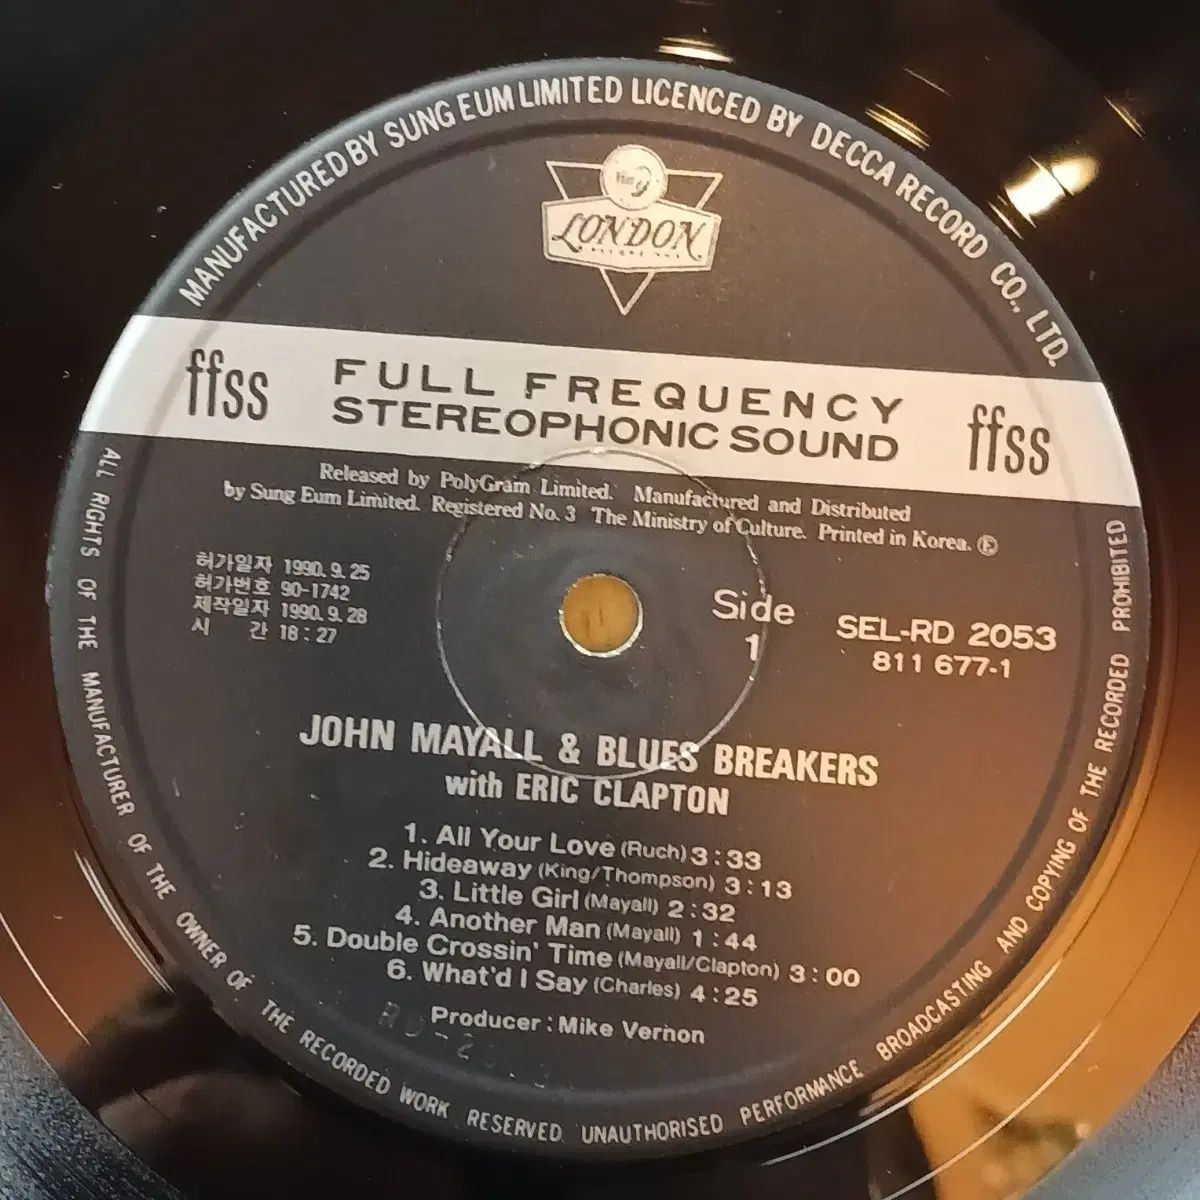 MANUFACTURED BY SUNG EUM LIMITED LICENCED BY DECCA RECORD CO., LTD.
LONDON
ffss
FULL FREQUENCY
STEREOPHONIC SOUND
ffss
Released by PolyGram Limited. Manufactured and Distributed
by Sung Eum Limited. Registered No. 3 The Ministry of Culture. Printed in Korea. Ⓟ
허가일자 1990. 9. 25
허가번호 90-1742
제작일자 1990. 9. 28
시 간 18 : 27
Side
1
SEL-RD 2053
811 677-1
JOHN MAYALL & BLUES BREAKERS
with ERIC CLAPTON
1. All Your Love (Ruch) 3 : 33
2. Hideaway (King/Thompson) 3 : 13
3. Little Girl (Mayall) 2 : 32
4. Another Man (Mayall) 1 : 44
5. Double Crossin' Time (Mayall/Clapton) 3 : 00
6. What'd I Say (Charles) 4 : 25
Producer : Mike Vernon
ALL RIGHTS OF THE MANUFACTURER OF THE OWNER OF THE RECORDED WORK RESERVED. UNAUTHORISED PERFORMANCE BROADCASTING AND COPYING OF THE RECORDED PROHIBITED